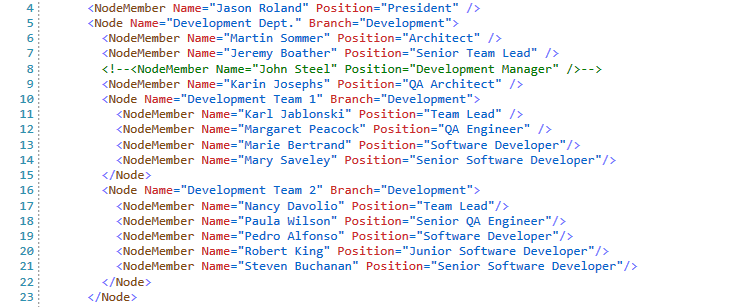 4 <NodeMember Name="Jason Roland" Position="President" />
5 <Node Name="Development Dept." Branch="Development">
6 <NodeMember Name="Martin Sommer" Position="Architect" />
7 <NodeMember Name="Jeremy Boather" Position="Senior Team Lead" />
8 <!--<NodeMember Name="John Steel" Position="Development Manager" />-->
9 <NodeMember Name="Karin Josephs" Position="QA Architect" />
10 <Node Name="Development Team 1" Branch="Development">
11 <NodeMember Name="Karl Jablonski" Position="Team Lead" />
12 <NodeMember Name="Margaret Peacock" Position="QA Engineer" />
13 <NodeMember Name="Marie Bertrand" Position="Software Developer"/>
14 <NodeMember Name="Mary Saveley" Position="Senior Software Developer"/>
15 </Node>
16 <Node Name="Development Team 2" Branch="Development">
17 <NodeMember Name="Nancy Davolio" Position="Team Lead"/>
18 <NodeMember Name="Paula Wilson" Position="Senior QA Engineer"/>
19 <NodeMember Name="Pedro Alfonso" Position="Software Developer"/>
20 <NodeMember Name="Robert King" Position="Junior Software Developer"/>
21 <NodeMember Name="Steven Buchanan" Position="Senior Software Developer"/>
22 </Node>
23 </Node>